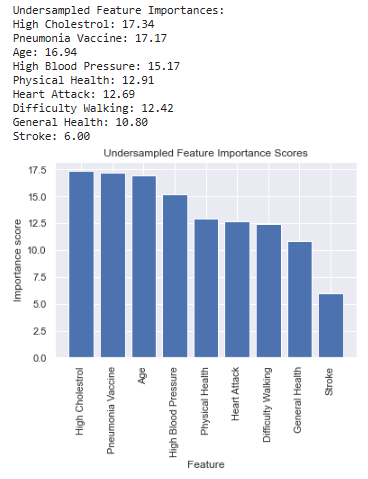 Undersampled Feature Importances:
High Cholestrol: 17.34
Pneumonia Vaccine: 17.17
Age: 16.94
High Blood Pressure: 15.17
Physical Health: 12.91
Heart Attack: 12.69
Difficulty Walking: 12.42
General Health: 10.80
Stroke: 6.00
Undersampled Feature Importance Scores
Importance score
17.5
15.0
12.5
10.0
7.5
5.0
2.5
0.0
High Cholestrol
Pneumonia Vaccine
Age
High Blood Pressure
Physical Health
Heart Attack
Difficulty Walking
General Health
Stroke
Feature